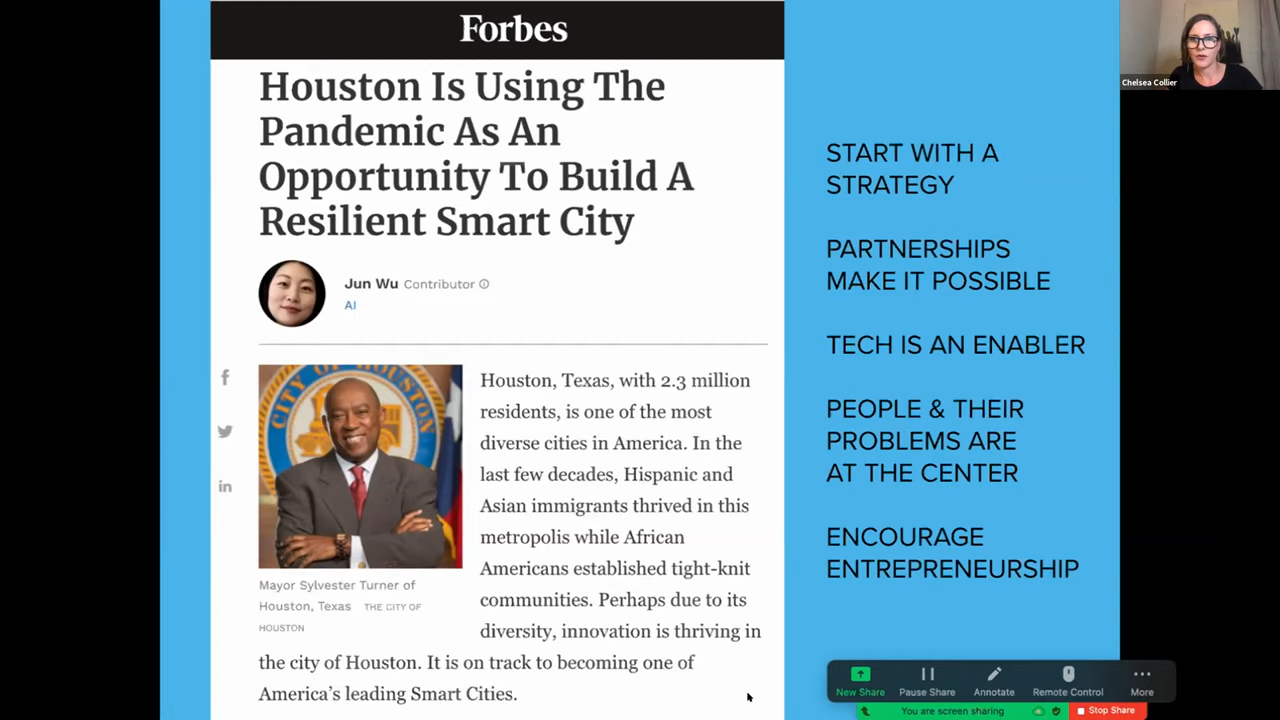 Forbes
Houston Is Using The
Pandemic As An
Opportunity To Build A
Resilient Smart City
Jun Wu Contributor
AI
CITY OF HOUSTON
Mayor Sylvester Turner of
Houston, Texas THE CITY OF
HOUSTON
Houston, Texas, with 2.3 million
residents, is one of the most
diverse cities in America. In the
last few decades, Hispanic and
Asian immigrants thrived in this
metropolis while African
Americans established tight-knit
communities. Perhaps due to its
diversity, innovation is thriving in
the city of Houston. It is on track to becoming one of
America's leading Smart Cities.
START WITH A
STRATEGY
PARTNERSHIPS
MAKE IT POSSIBLE
TECH IS AN ENABLER
PEOPLE & THEIR
PROBLEMS ARE
AT THE CENTER
ENCOURAGE
ENTREPRENEURSHIP
Chelsea Collier
New Share Pause Share Annotate Remote Control More
You are screen sharing Stop Share